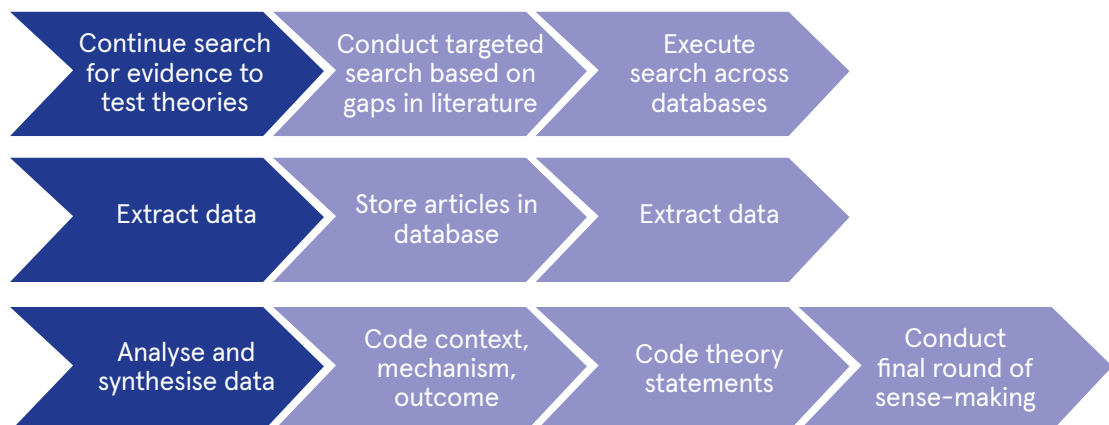 Continue search
for evidence to
test theories
Conduct targeted
search based on
gaps in literature
Execute
search across
databases
Extract data
Store articles in
database
Extract data
Analyse and
synthesise data
Code context,
mechanism,
outcome
Code theory
statements
Conduct
final round of
sense-making